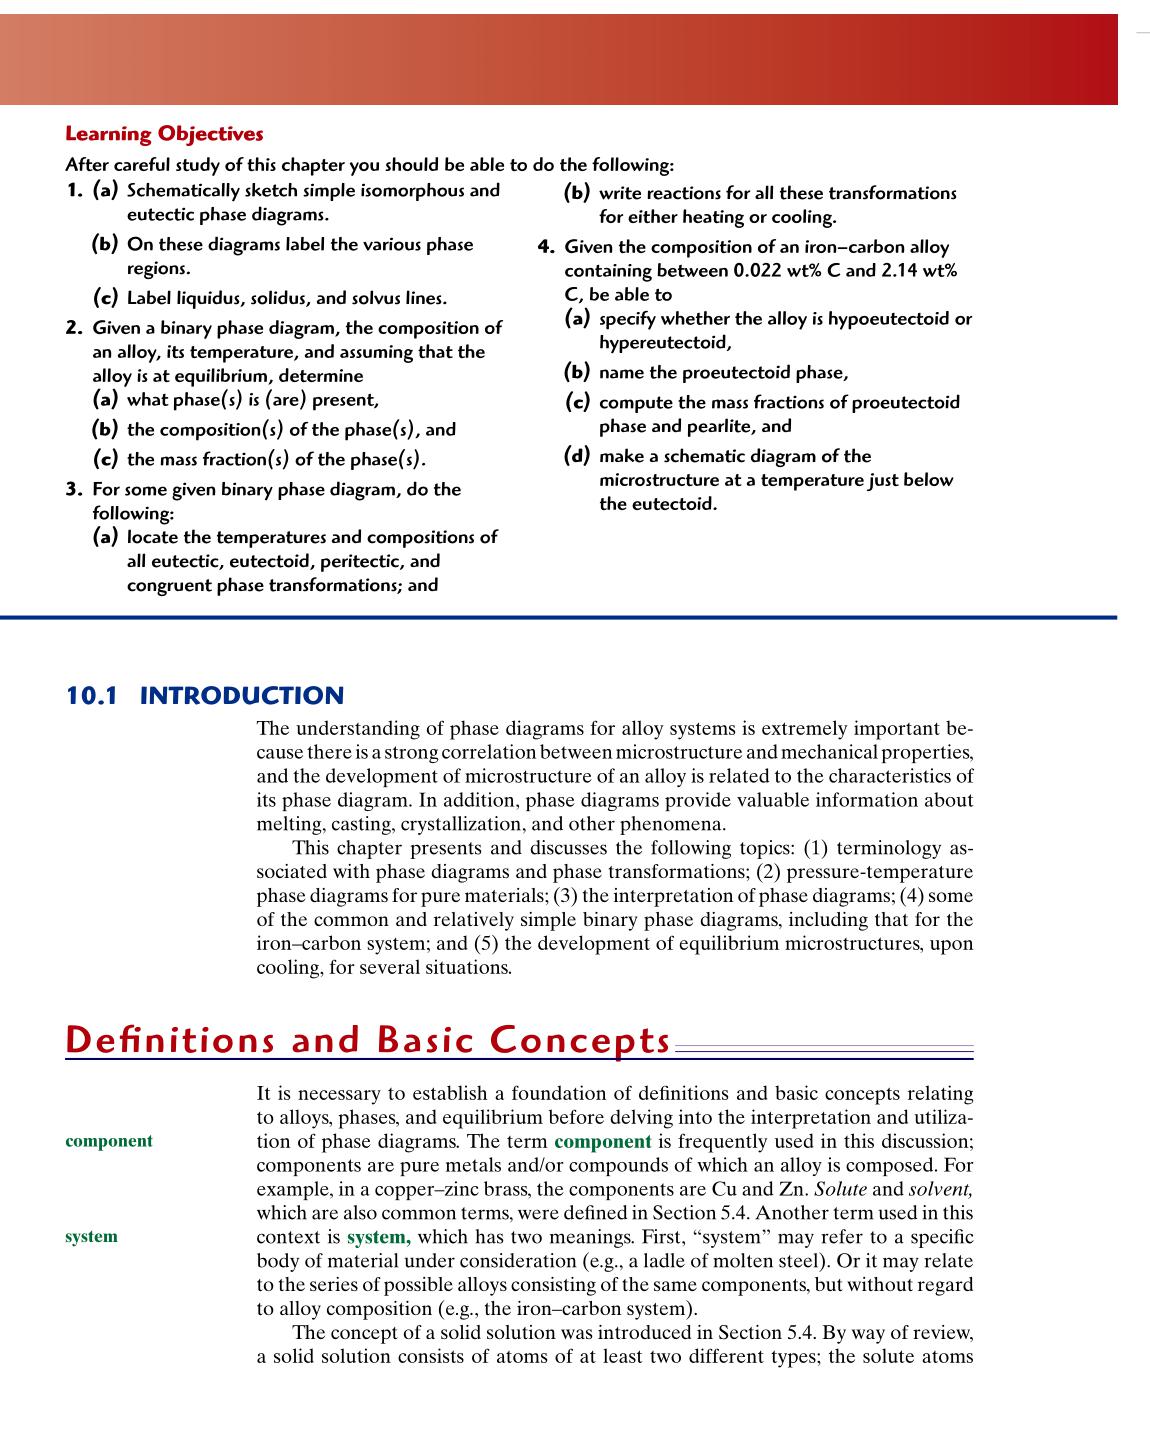 Learning Objectives
After careful study of this chapter you should be able to do the following:
1. (a) Schematically sketch simple isomorphous and
eutectic phase diagrams.
(b) On these diagrams label the various phase
regions.
(c) Label liquidus, solidus, and solvus lines.
2. Given a binary phase diagram, the composition of
an alloy, its temperature, and assuming that the
alloy is at equilibrium, determine
(a) what phase(s) is (are) present,
(b) the composition(s) of the phase(s), and
(c) the mass fraction(s) of the phase(s).
3. For some given binary phase diagram, do the
following:
(a) locate the temperatures and compositions of
all eutectic, eutectoid, peritectic, and
congruent phase transformations; and
(b) write reactions for all these transformations
for either heating or cooling.
4. Given the composition of an iron–carbon alloy
containing between 0.022 wt% C and 2.14 wt%
C, be able to
(a) specify whether the alloy is hypoeutectoid or
hypereutectoid,
(b) name the proeutectoid phase,
(c) compute the mass fractions of proeutectoid
phase and pearlite, and
(d) make a schematic diagram of the
microstructure at a temperature just below
the eutectoid.
10.1 INTRODUCTION
The understanding of phase diagrams for alloy systems is extremely important be-
cause there is a strong correlation between microstructure and mechanical properties,
and the development of microstructure of an alloy is related to the characteristics of
its phase diagram. In addition, phase diagrams provide valuable information about
melting, casting, crystallization, and other phenomena.
This chapter presents and discusses the following topics: (1) terminology as-
sociated with phase diagrams and phase transformations; (2) pressure-temperature
phase diagrams for pure materials; (3) the interpretation of phase diagrams; (4) some
of the common and relatively simple binary phase diagrams, including that for the
iron–carbon system; and (5) the development of equilibrium microstructures, upon
cooling, for several situations.
Definitions and Basic Concepts
It is necessary to establish a foundation of definitions and basic concepts relating
to alloys, phases, and equilibrium before delving into the interpretation and utiliza-
component
tion of phase diagrams. The term component is frequently used in this discussion;
components are pure metals and/or compounds of which an alloy is composed. For
example, in a copper–zinc brass, the components are Cu and Zn. Solute and solvent,
which are also common terms, were defined in Section 5.4. Another term used in this
system
context is system, which has two meanings. First, “system” may refer to a specific
body of material under consideration (e.g., a ladle of molten steel). Or it may relate
to the series of possible alloys consisting of the same components, but without regard
to alloy composition (e.g., the iron–carbon system).
The concept of a solid solution was introduced in Section 5.4. By way of review,
a solid solution consists of atoms of at least two different types; the solute atoms